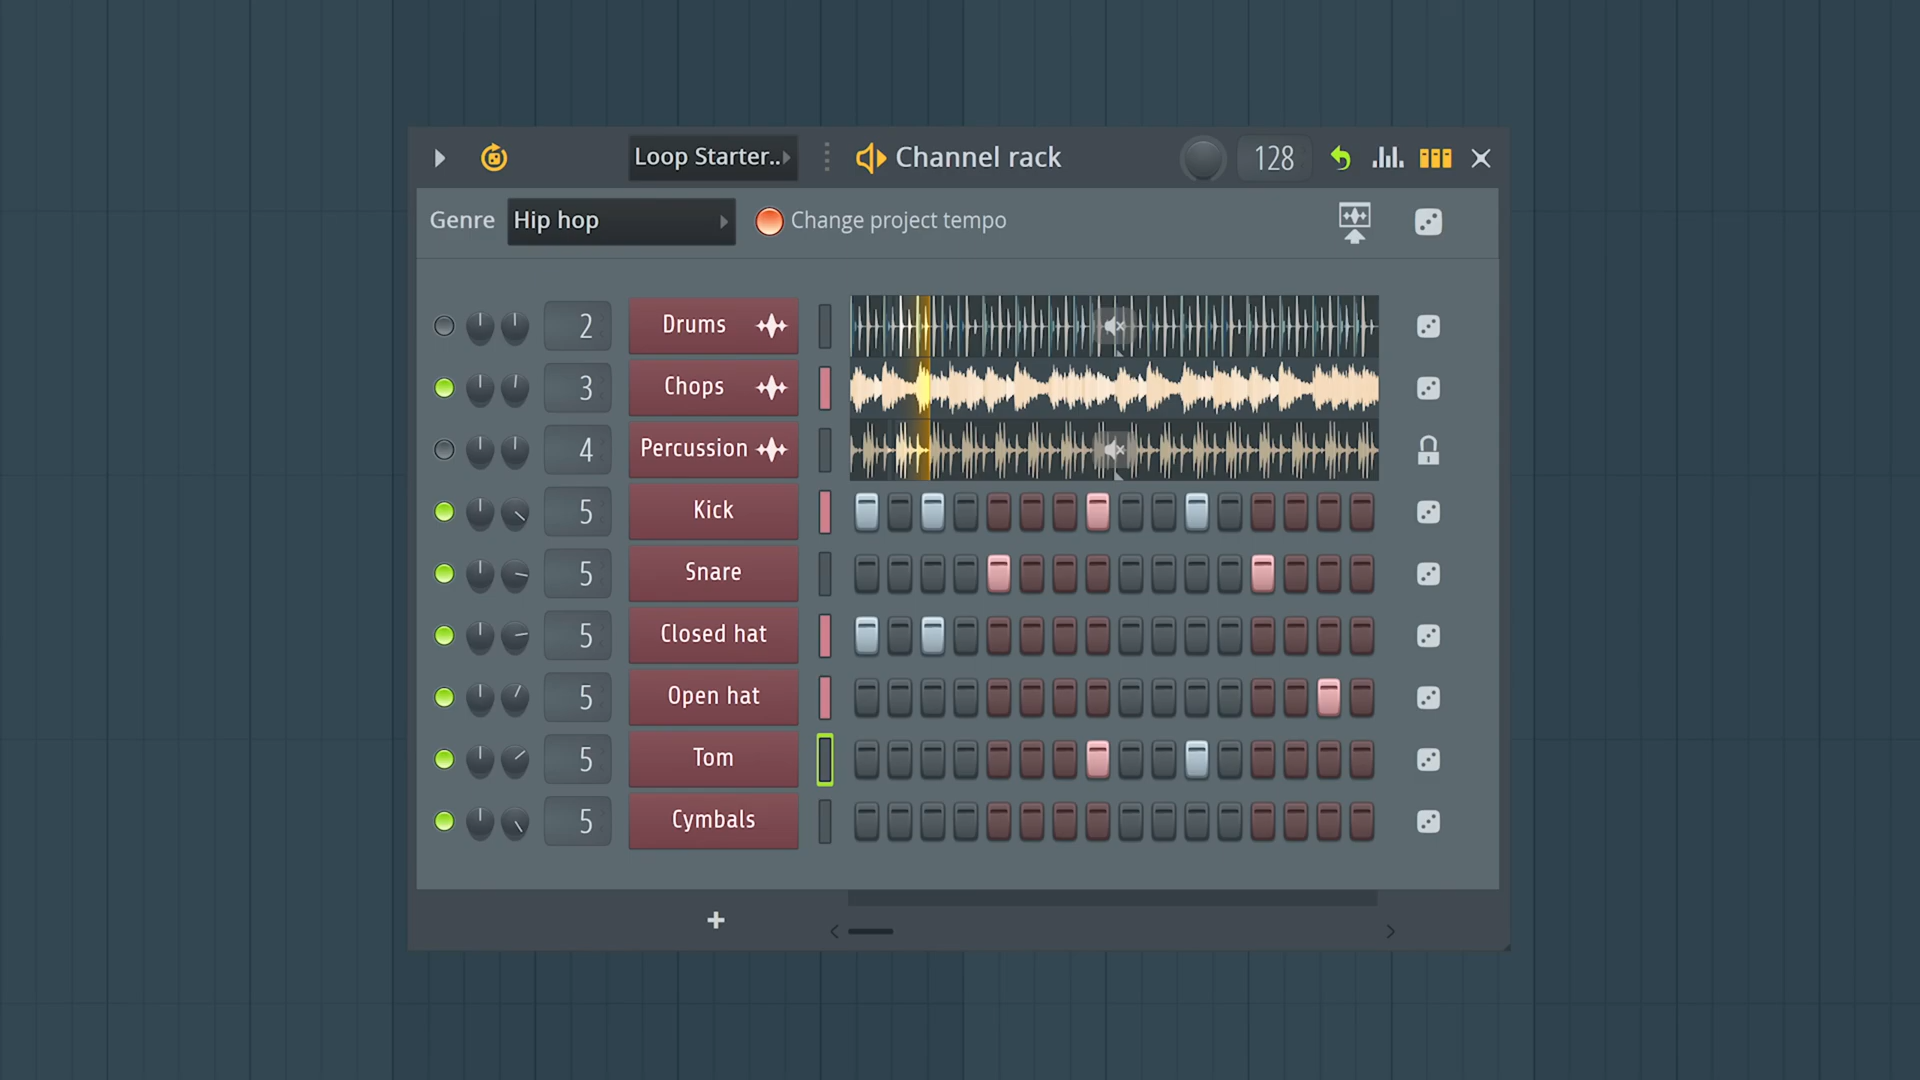 Loop Starter.. Channel rack 128
Genre Hip hop Change project tempo
2 Drums
3 Chops
4 Percussion
5 Kick
5 Snare
5 Closed hat
5 Open hat
5 Tom
5 Cymbals